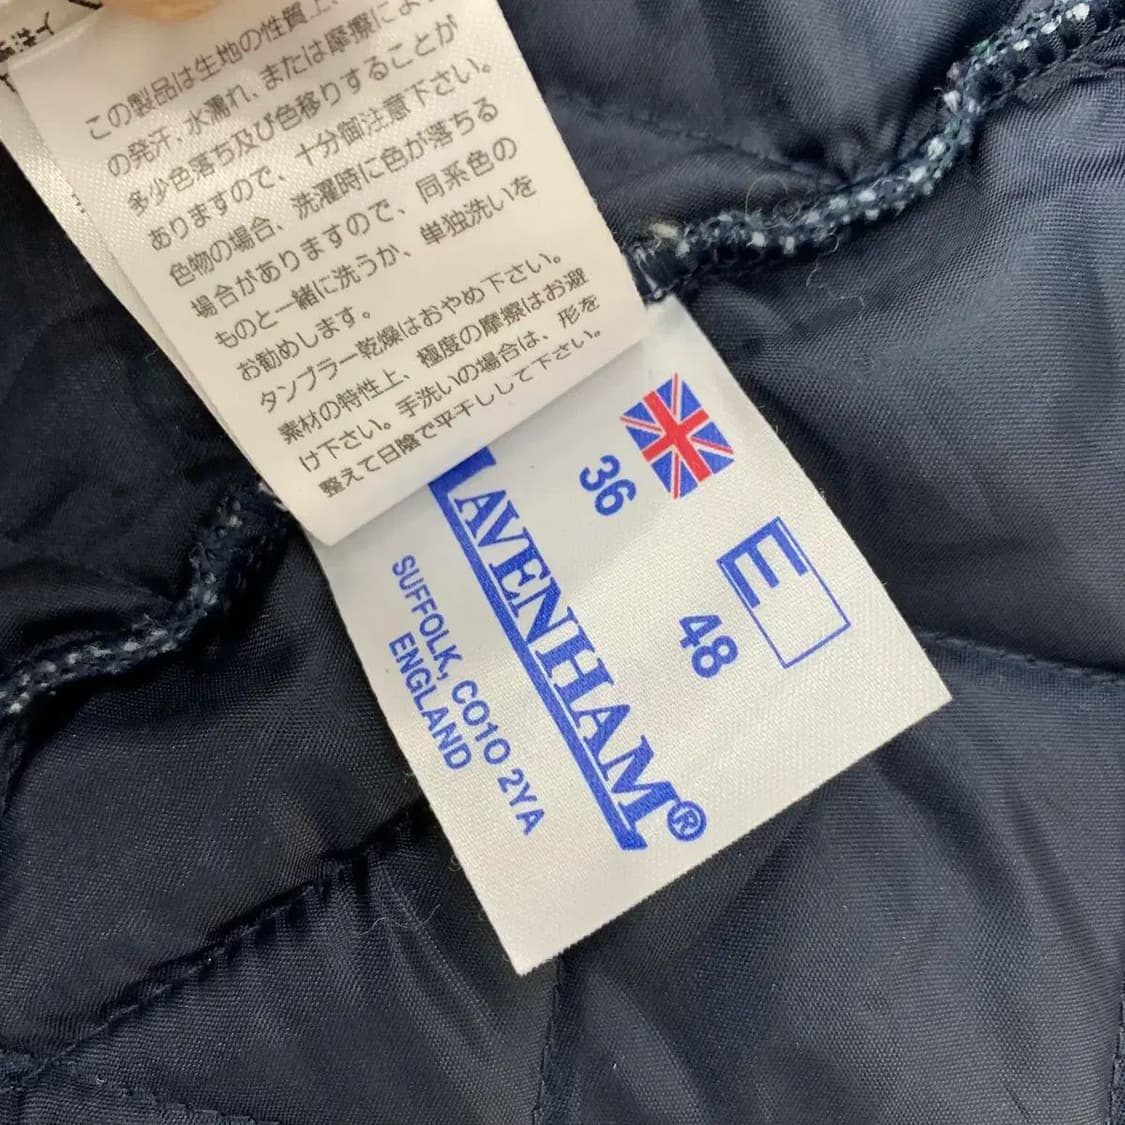 この製品は生地の性質上、
の発汗、水濡れ、または摩擦によ
多少色落ち及び色移りすることが
ありますので、十分御注意下さい。
色物の場合、洗濯時に色が落ちる
場合がありますので、同系色の
ものと一緒に洗うか、単独洗いを
お勧めします。
タンブラー乾燥はおやめ下さい。
素材の特性上、極度の摩擦はお避
け下さい。手洗いの場合は、形を
整えて日陰で平干しして下さい。
36
E
48
LAVENHAM®
SUFFOLK, CO10 2YA
ENGLAND